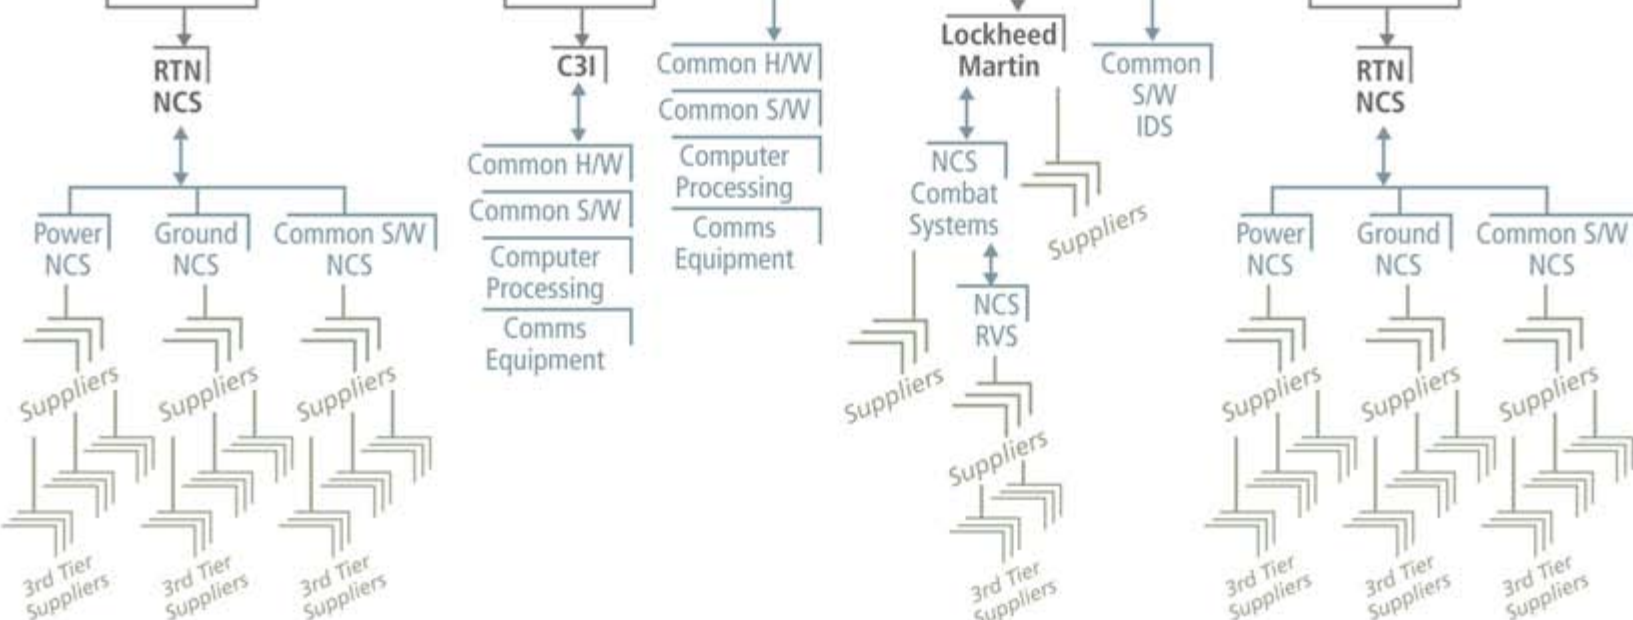 RTN
NCS
Power
NCS
Ground
NCS
Common S/W
NCS
Suppliers
Suppliers
Suppliers
3rd Tier
Suppliers
3rd Tier
Suppliers
3rd Tier
Suppliers
C3I
Common H/W
Common S/W
Computer
Processing
Comms
Equipment
Common H/W
Common S/W
Computer
Processing
Comms
Equipment
Lockheed
Martin
NCS
Combat
Systems
Suppliers
Suppliers
NCS
RVS
Suppliers
3rd Tier
Suppliers
Common
S/W
IDS
RTN
NCS
Power
NCS
Ground
NCS
Common S/W
NCS
Suppliers
Suppliers
Suppliers
3rd Tier
Suppliers
3rd Tier
Suppliers
3rd Tier
Suppliers